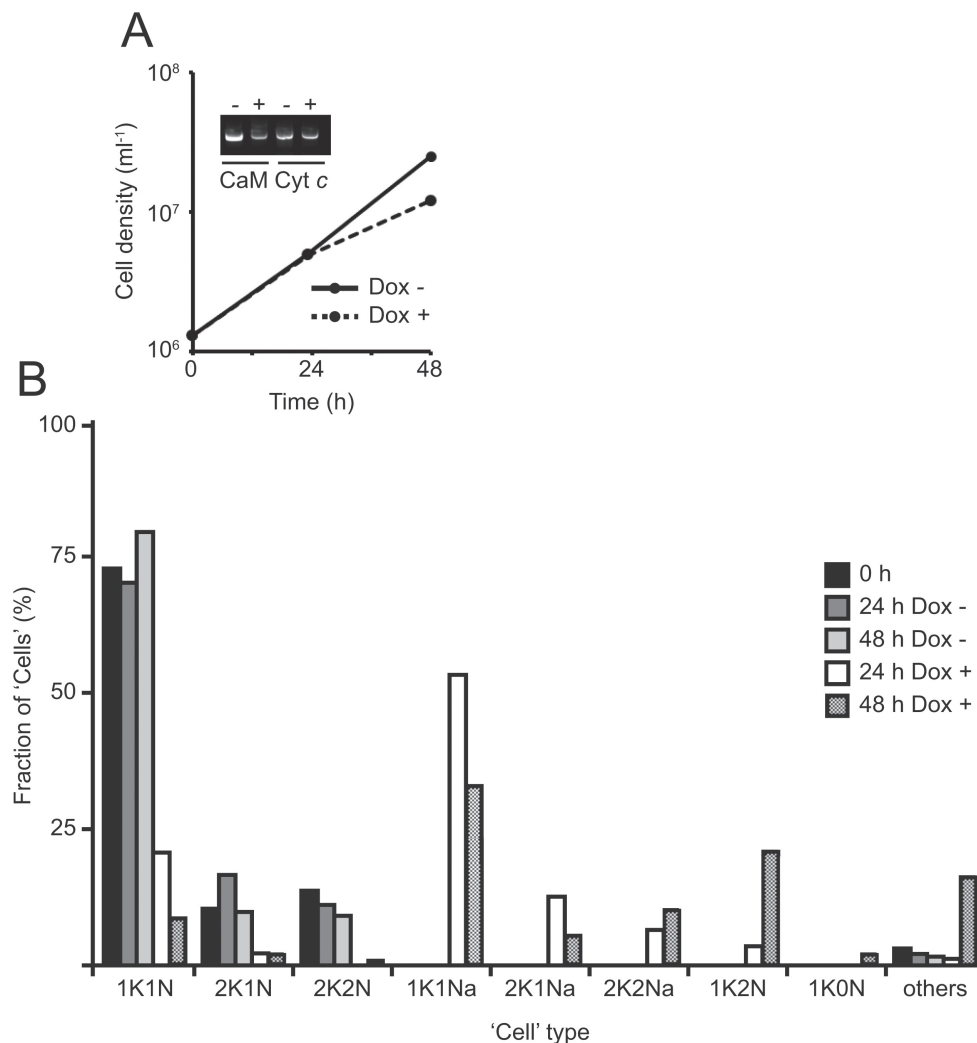 A
10⁸
- + - +
CaM Cyt c
10⁷
Cell density (ml⁻¹)
Dox -
Dox +
10⁶
0 24 48
Time (h)
B
100
75
50
25
Fraction of 'Cells' (%)
0 h
24 h Dox -
48 h Dox -
24 h Dox +
48 h Dox +
1K1N 2K1N 2K2N 1K1Na 2K1Na 2K2Na 1K2N 1K0N others
'Cell' type